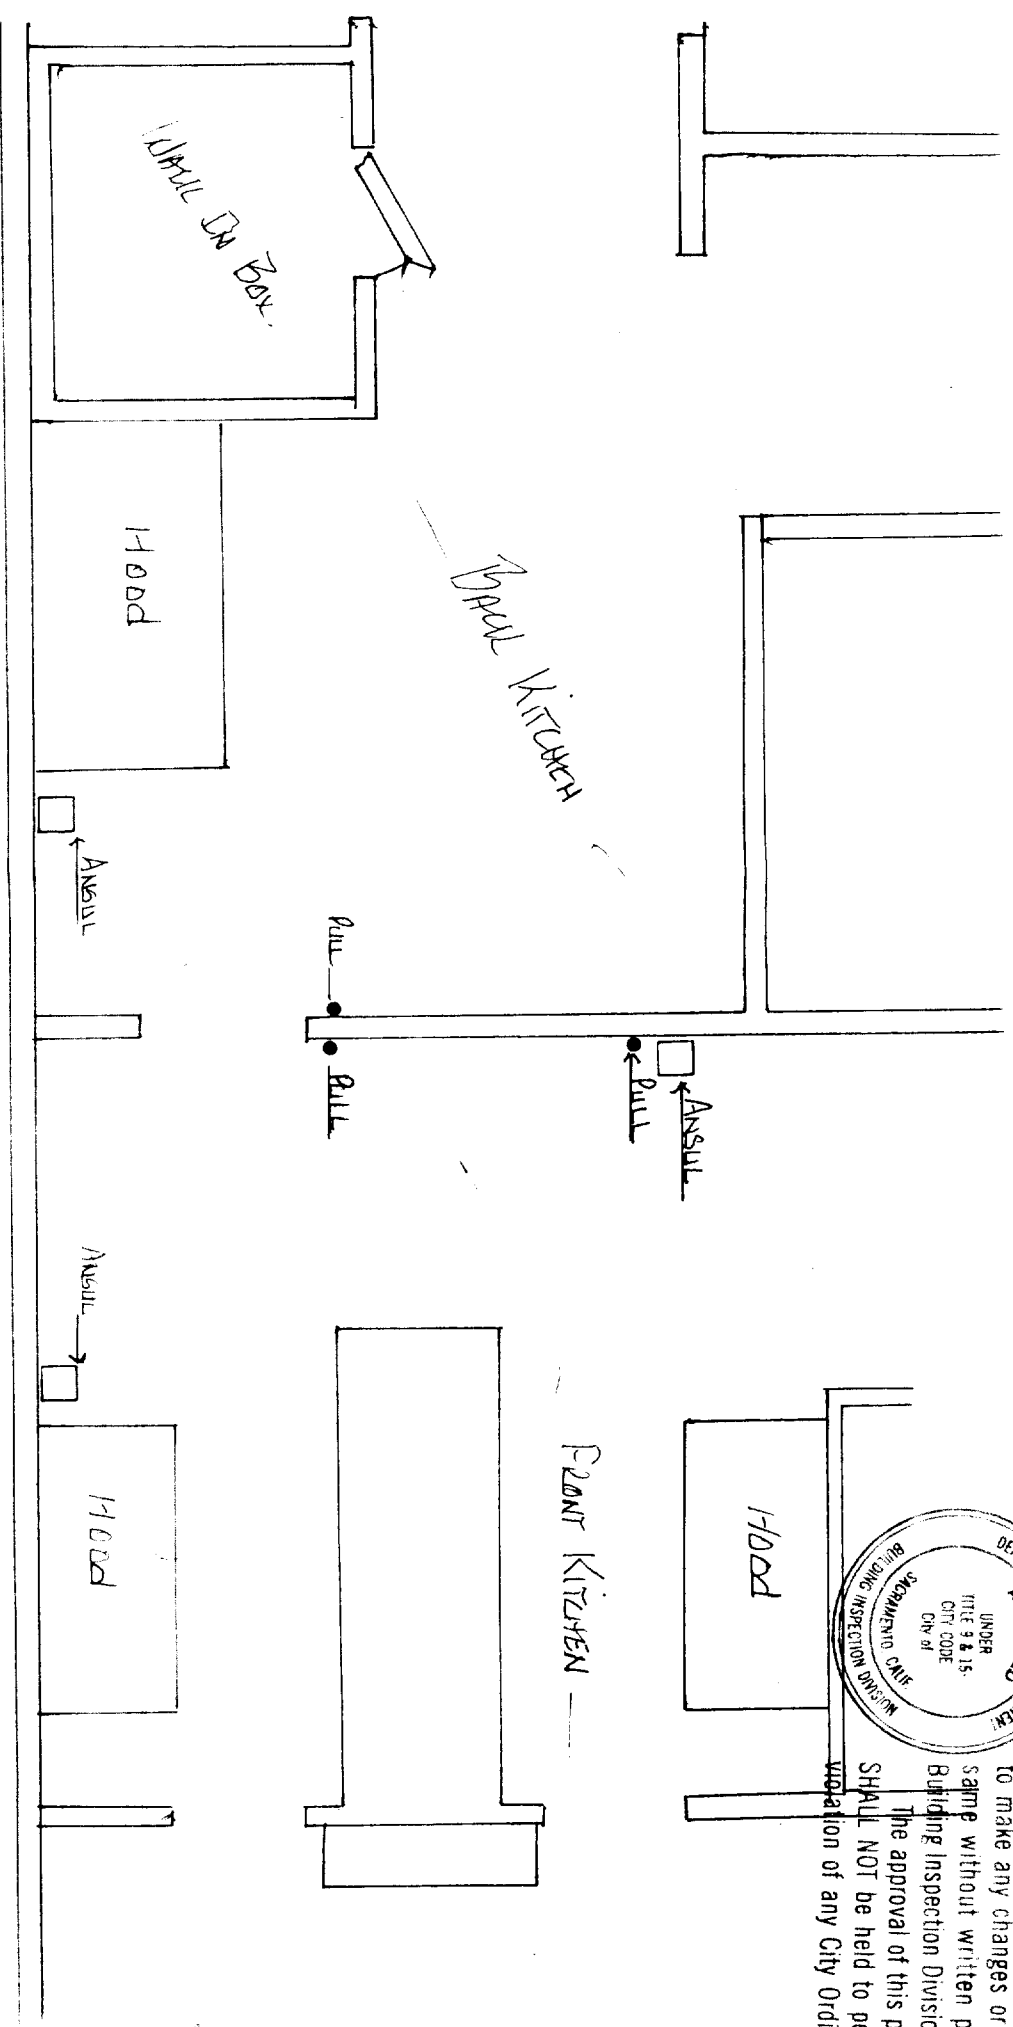 WALK IN BOX.
Hood
BACK KITCHEN
ANSUL
PULL
PULL
PULL
ANSUL
ANSUL
Hood
FRONT KITCHEN
Hood
UNDER
TITLE 9 & 15.
CITY CODE
City of
SACRAMENTO CALIF.
BUILDING INSPECTION DIVISION
to make any changes or
same without written
Building Inspection
The approval of this
SHALL NOT be held to
violation of any City